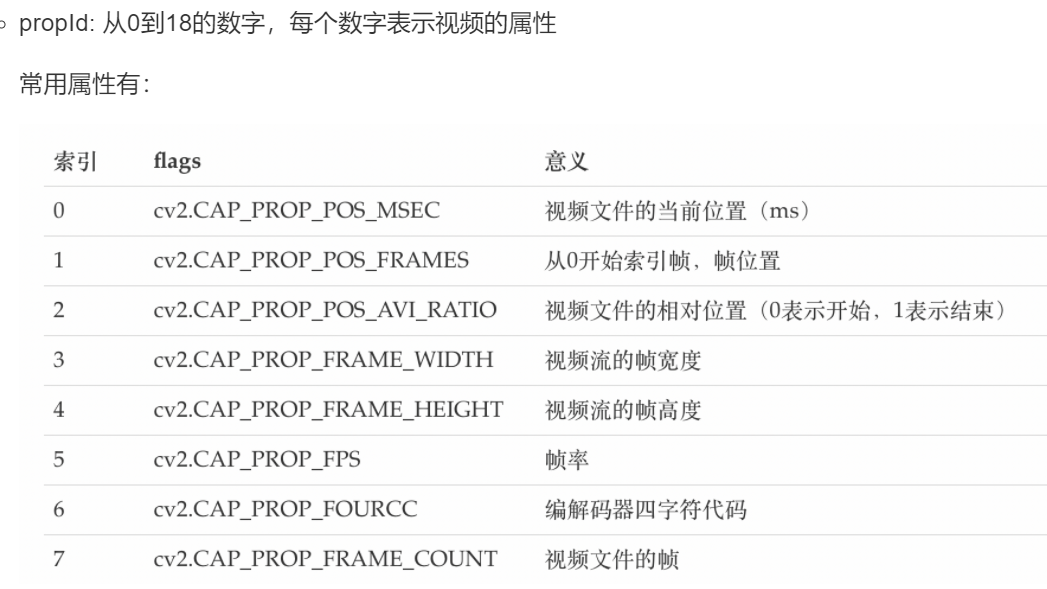 propId: 从0到18的数字，每个数字表示视频的属性
常用属性有：
索引 flags 意义
0 cv2.CAP_PROP_POS_MSEC 视频文件的当前位置（ms）
1 cv2.CAP_PROP_POS_FRAMES 从0开始索引帧，帧位置
2 cv2.CAP_PROP_POS_AVI_RATIO 视频文件的相对位置（0表示开始，1表示结束）
3 cv2.CAP_PROP_FRAME_WIDTH 视频流的帧宽度
4 cv2.CAP_PROP_FRAME_HEIGHT 视频流的帧高度
5 cv2.CAP_PROP_FPS 帧率
6 cv2.CAP_PROP_FOURCC 编解码器四字符代码
7 cv2.CAP_PROP_FRAME_COUNT 视频文件的帧